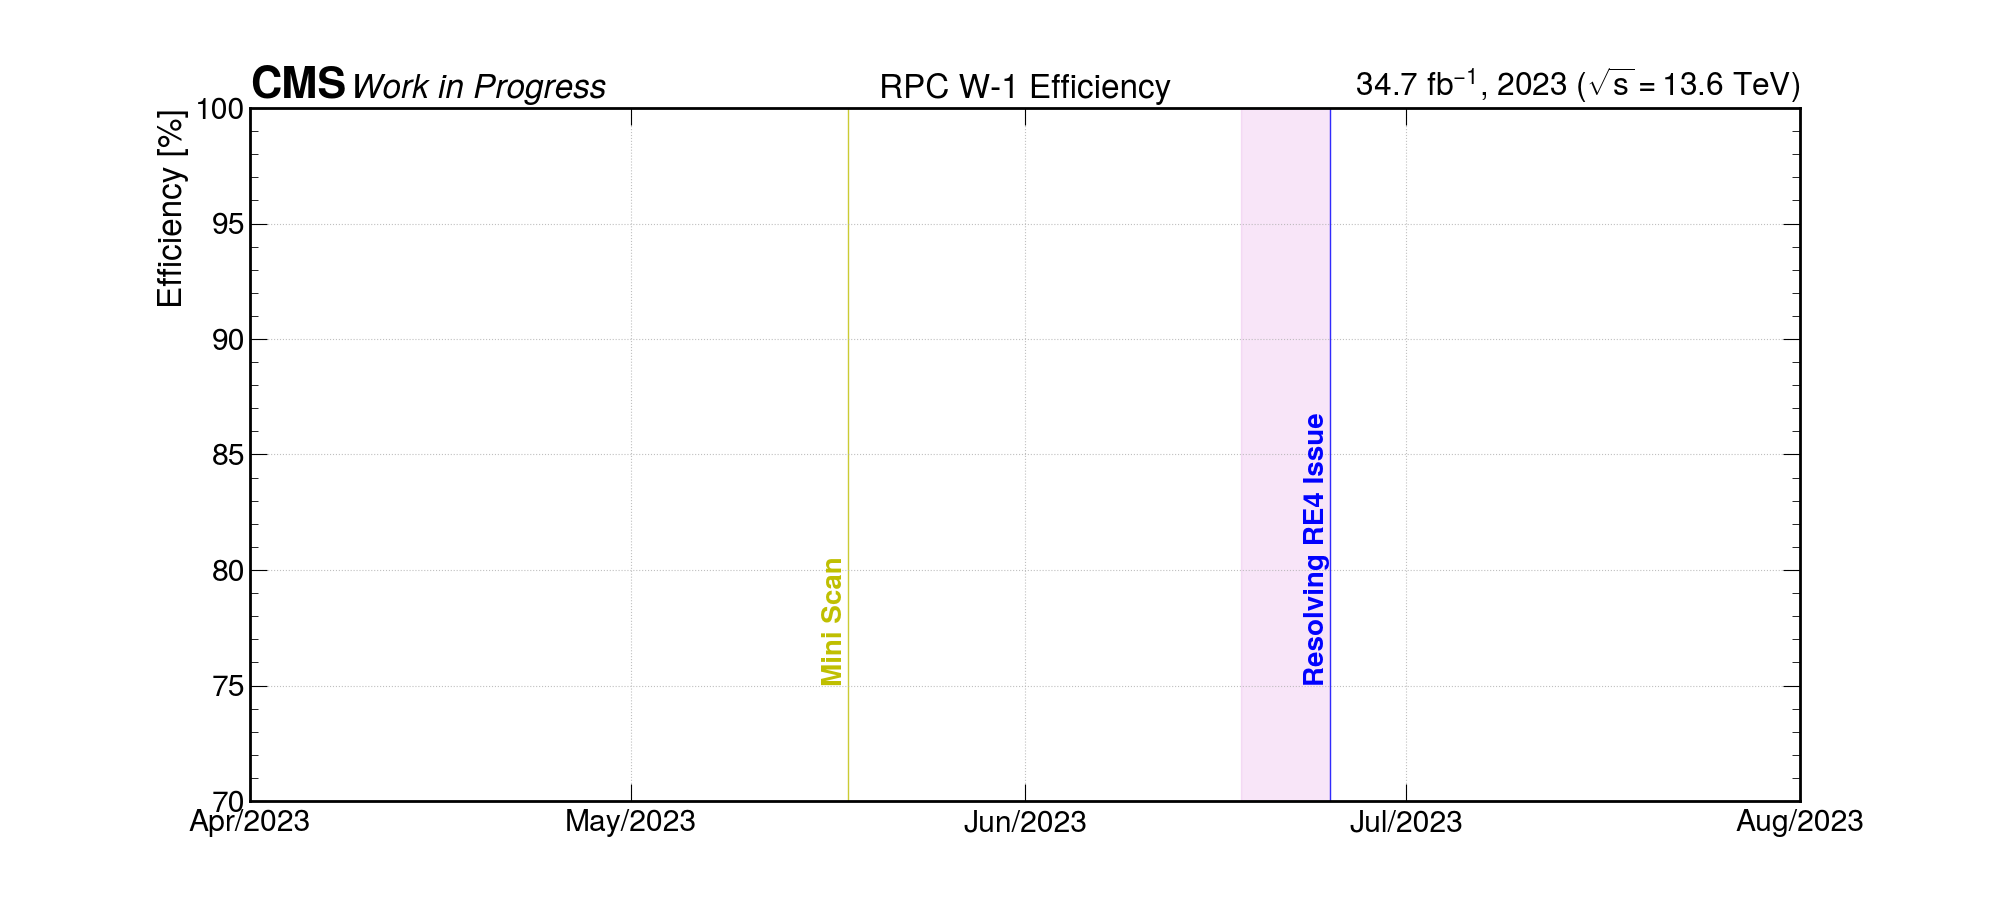 CMS Work in Progress
RPC W-1 Efficiency
34.7 fb⁻¹, 2023 (√s = 13.6 TeV)
Efficiency [%]
100
95
90
85
80
75
70
Mini Scan
Resolving RE4 Issue
Apr/2023
May/2023
Jun/2023
Jul/2023
Aug/2023